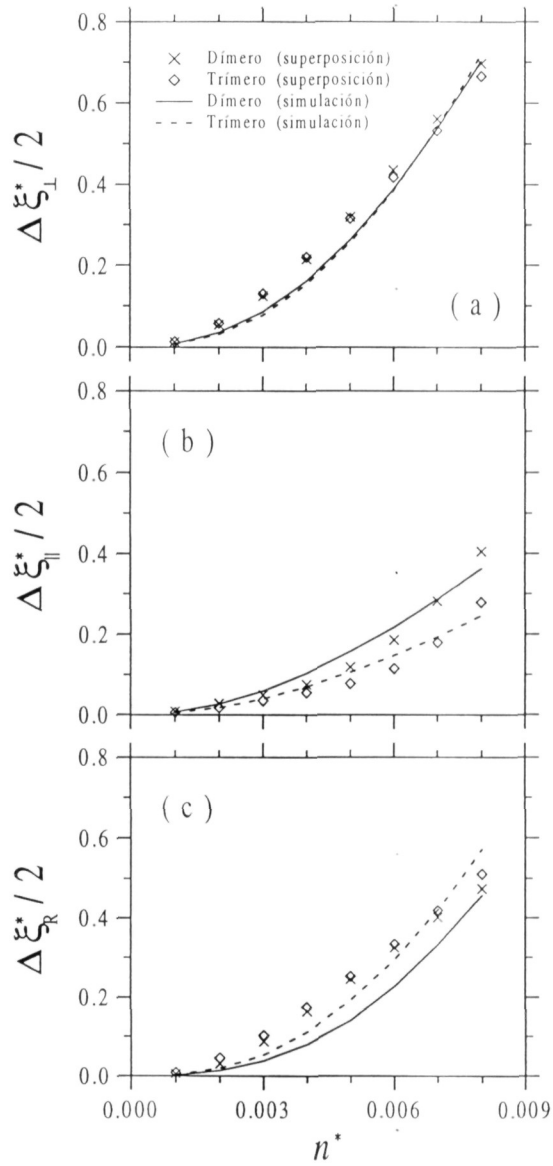 0.8
× Dímero (superposición)
◇ Trímero (superposición)
— Dímero (simulación)
- - - Trímero (simulación)
0.6
0.4
0.2
0.0
Δξ*⊥ / 2
(a)
0.8
(b)
0.6
0.4
0.2
0.0
Δξ*|| / 2
0.8
(c)
0.6
0.4
0.2
0.0
Δξ*R / 2
0.000 0.003 0.006 0.009
n*